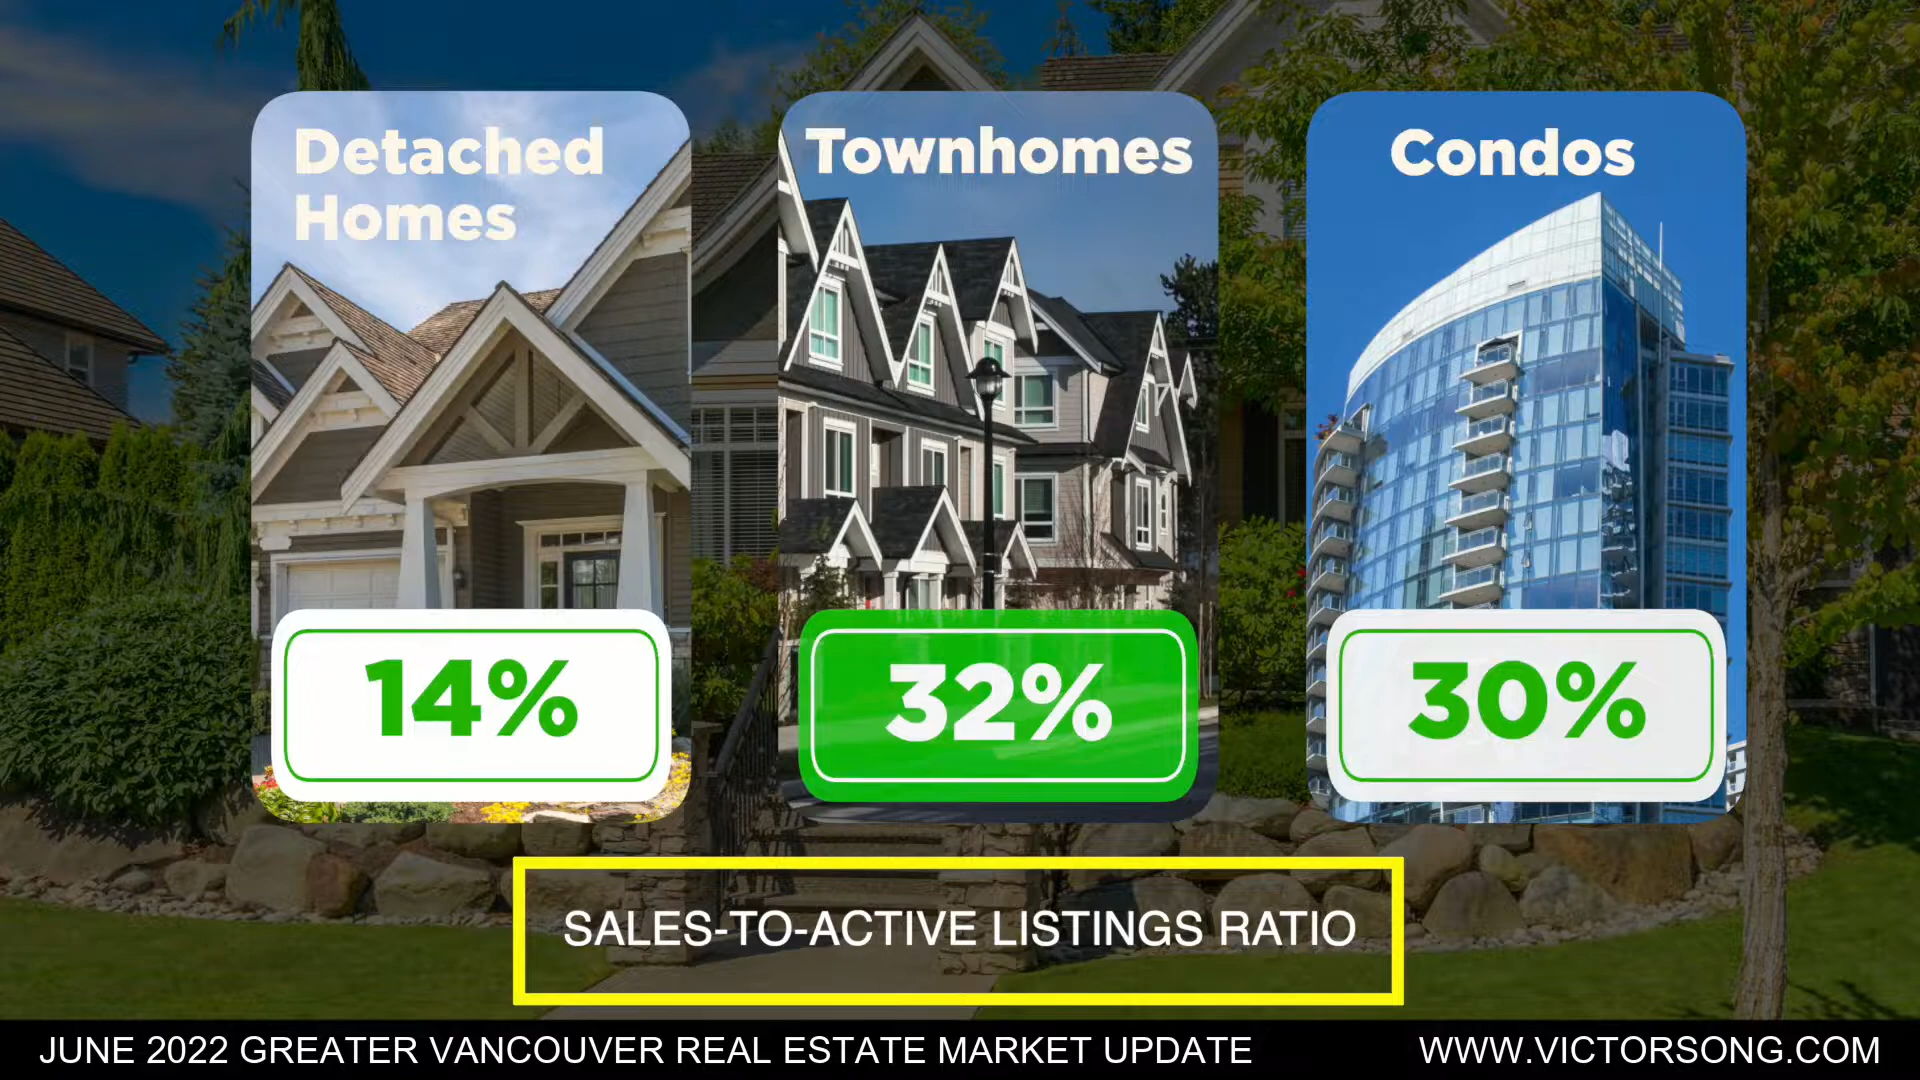 Detached
Homes
Townhomes
Condos
14%
32%
30%
SALES-TO-ACTIVE LISTINGS RATIO
JUNE 2022 GREATER VANCOUVER REAL ESTATE MARKET UPDATE
WWW.VICTORSONG.COM